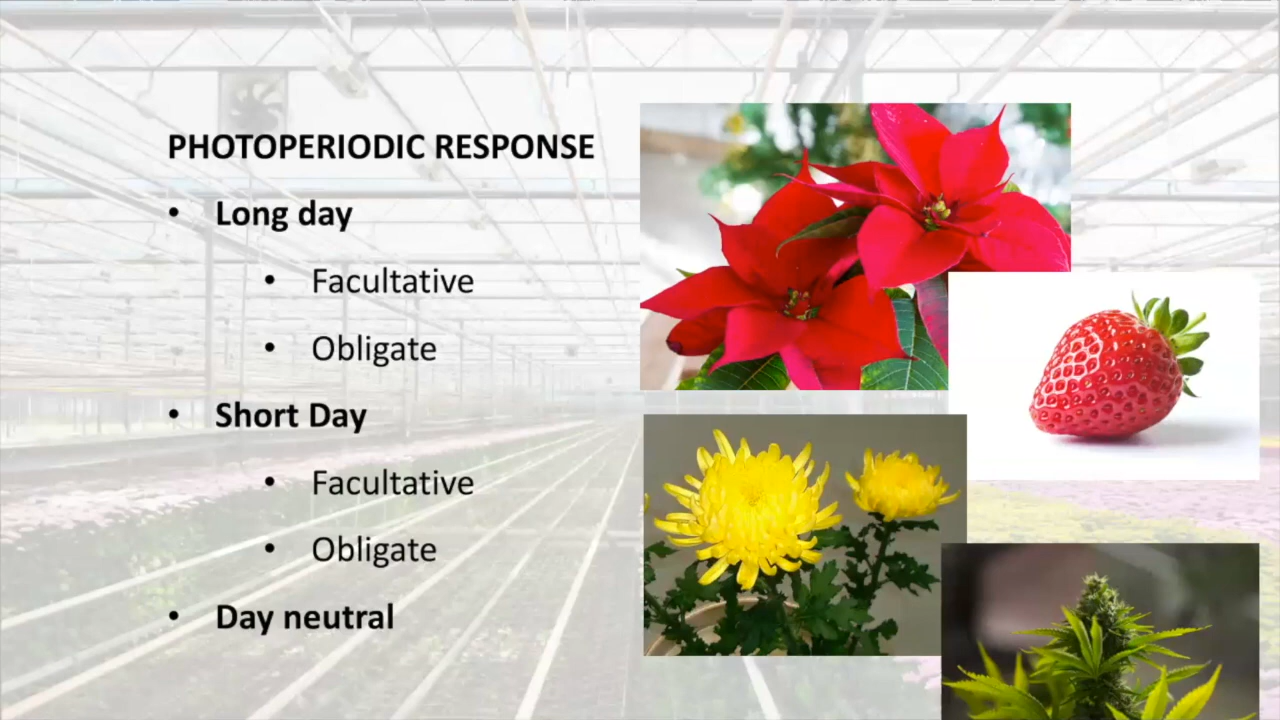 PHOTOPERIODIC RESPONSE
• Long day
• Facultative
• Obligate
• Short Day
• Facultative
• Obligate
• Day neutral